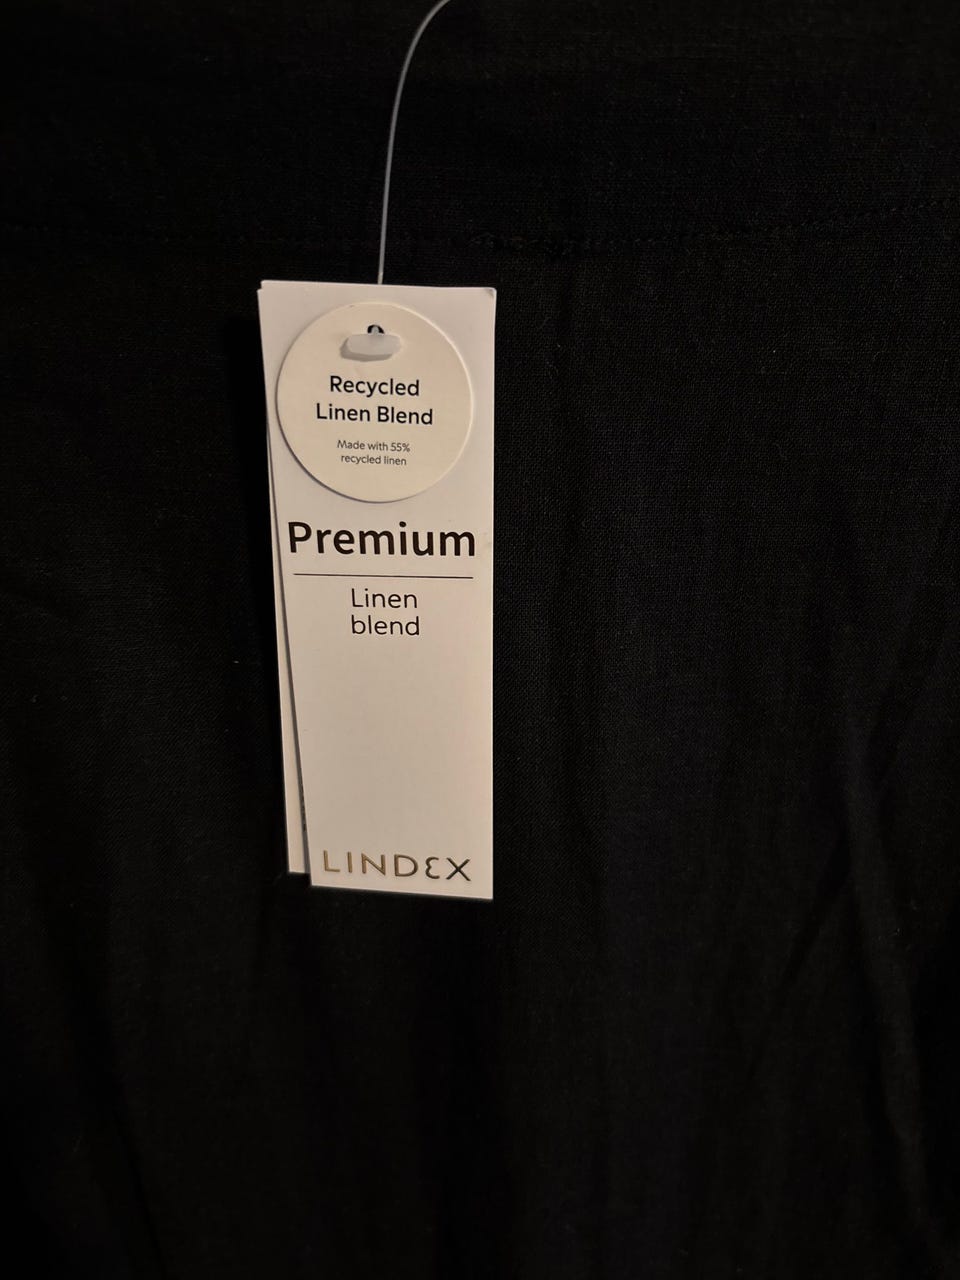 Recycled
Linen Blend
Made with 55%
recycled linen
Premium
Linen
blend
LINDEX